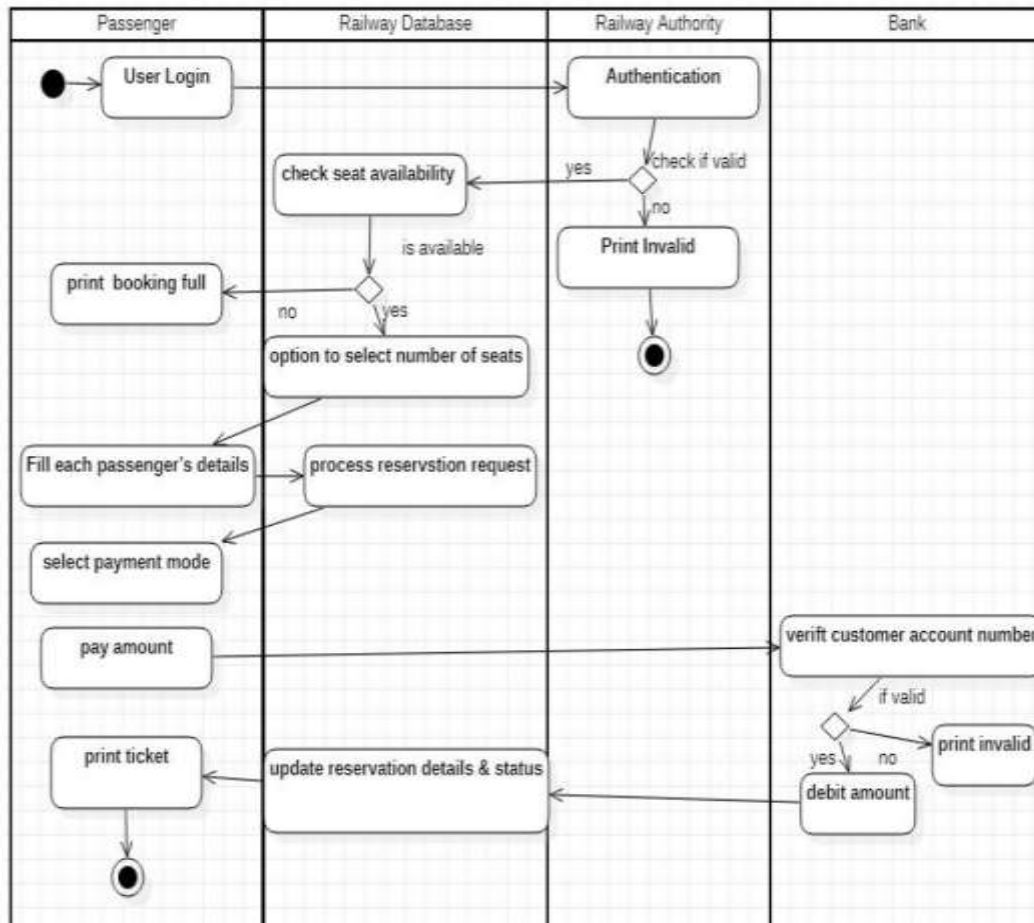 Passenger
Railway Database
Railway Authority
Bank
User Login
Authentication
check if valid
yes
check seat availability
no
Print Invalid
is available
print booking full
no
yes
option to select number of seats
Fill each passenger's details
process reservstion request
select payment mode
pay amount
verift customer account number
if valid
print ticket
update reservation details & status
print invalid
yes
no
debit amount